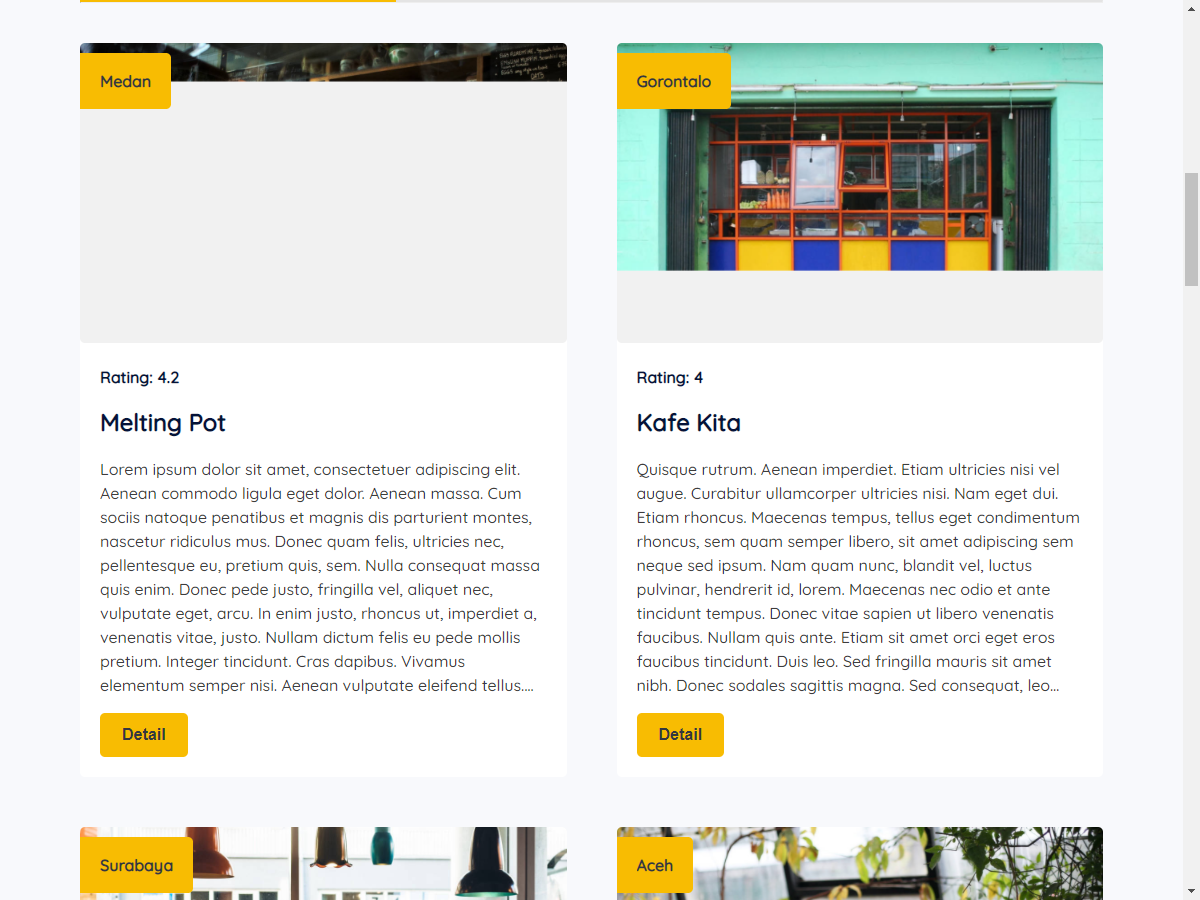 Medan
Rating: 4.2
Melting Pot
Lorem ipsum dolor sit amet, consectetuer adipiscing elit.
Aenean commodo ligula eget dolor. Aenean massa. Cum
sociis natoque penatibus et magnis dis parturient montes,
nascetur ridiculus mus. Donec quam felis, ultricies nec,
pellentesque eu, pretium quis, sem. Nulla consequat massa
quis enim. Donec pede justo, fringilla vel, aliquet nec,
vulputate eget, arcu. In enim justo, rhoncus ut, imperdiet a,
venenatis vitae, justo. Nullam dictum felis eu pede mollis
pretium. Integer tincidunt. Cras dapibus. Vivamus
elementum semper nisi. Aenean vulputate eleifend tellus....
Detail
Gorontalo
Rating: 4
Kafe Kita
Quisque rutrum. Aenean imperdiet. Etiam ultricies nisi vel
augue. Curabitur ullamcorper ultricies nisi. Nam eget dui.
Etiam rhoncus. Maecenas tempus, tellus eget condimentum
rhoncus, sem quam semper libero, sit amet adipiscing sem
neque sed ipsum. Nam quam nunc, blandit vel, luctus
pulvinar, hendrerit id, lorem. Maecenas nec odio et ante
tincidunt tempus. Donec vitae sapien ut libero venenatis
faucibus. Nullam quis ante. Etiam sit amet orci eget eros
faucibus tincidunt. Duis leo. Sed fringilla mauris sit amet
nibh. Donec sodales sagittis magna. Sed consequat, leo...
Detail
Surabaya
Aceh